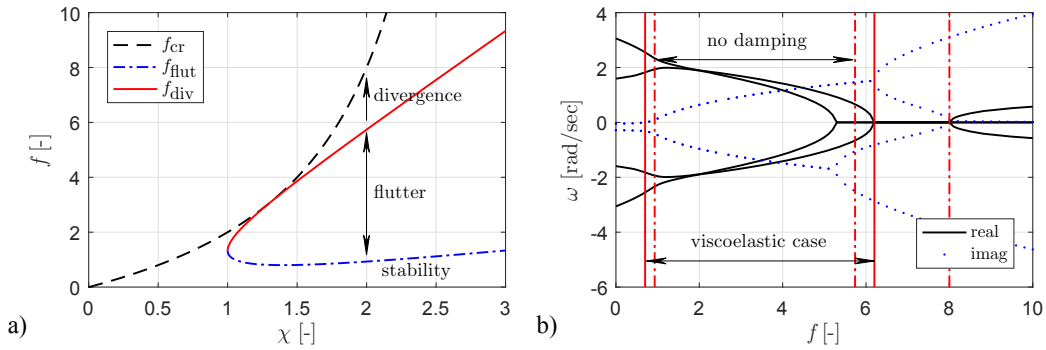 10
8
6
4
2
0
f [-]
f_cr
f_flut
f_div
divergence
flutter
stability
0 0.5 1 1.5 2 2.5 3
χ [-]
a)
4
2
0
-2
-4
-6
ω [rad/sec]
no damping
viscoelastic case
real
imag
0 2 4 6 8 10
f [-]
b)